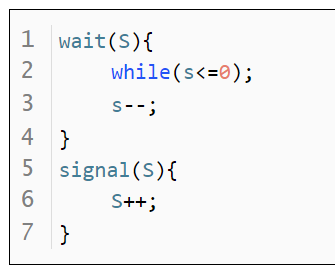 1 wait(S){
2 while(s<=0);
3 s--;
4 }
5 signal(S){
6 S++;
7 }